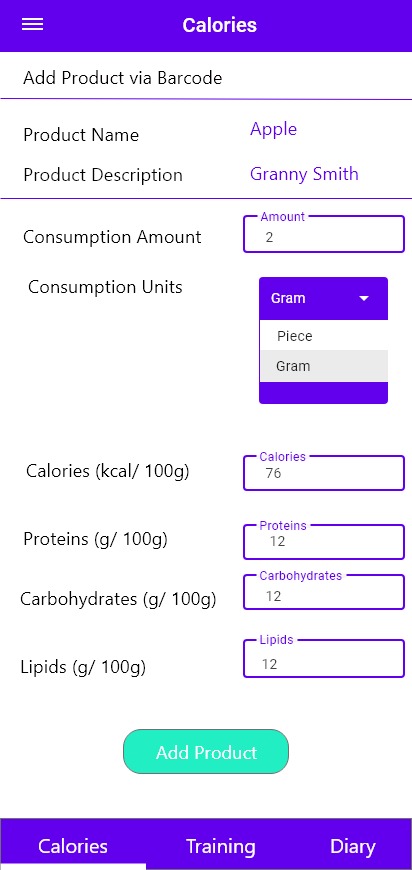 Calories
Add Product via Barcode
Product Name
Apple
Product Description
Granny Smith
Consumption Amount
Amount
2
Consumption Units
Gram
Piece
Gram
Calories (kcal/ 100g)
Calories
76
Proteins (g/ 100g)
Proteins
12
Carbohydrates (g/ 100g)
Carbohydrates
12
Lipids (g/ 100g)
Lipids
12
Add Product
Calories Training Diary